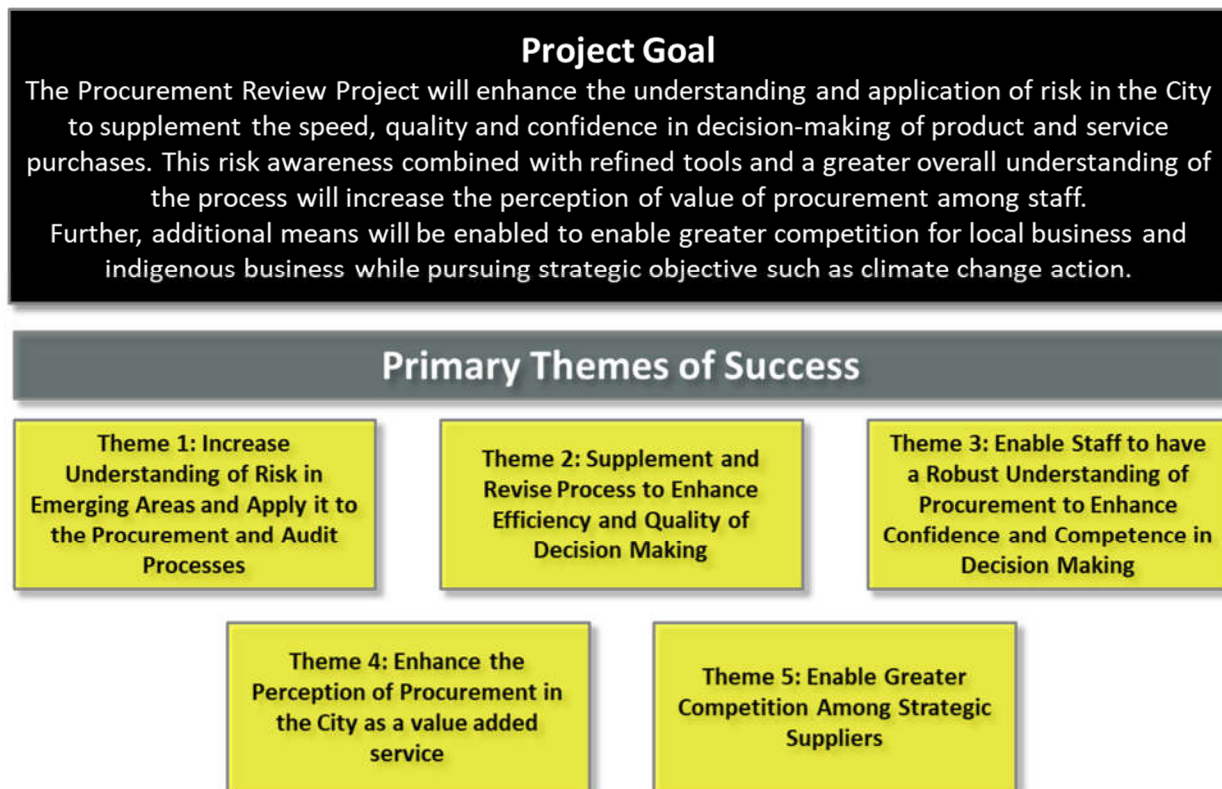 Project Goal
The Procurement Review Project will enhance the understanding and application of risk in the City
to supplement the speed, quality and confidence in decision-making of product and service
purchases. This risk awareness combined with refined tools and a greater overall understanding of
the process will increase the perception of value of procurement among staff.
Further, additional means will be enabled to enable greater competition for local business and
indigenous business while pursuing strategic objective such as climate change action.
Primary Themes of Success
Theme 1: Increase
Understanding of Risk in
Emerging Areas and Apply it to
the Procurement and Audit
Processes
Theme 2: Supplement and
Revise Process to Enhance
Efficiency and Quality of
Decision Making
Theme 3: Enable Staff to have
a Robust Understanding of
Procurement to Enhance
Confidence and Competence in
Decision Making
Theme 4: Enhance the
Perception of Procurement in
the City as a value added
service
Theme 5: Enable Greater
Competition Among Strategic
Suppliers